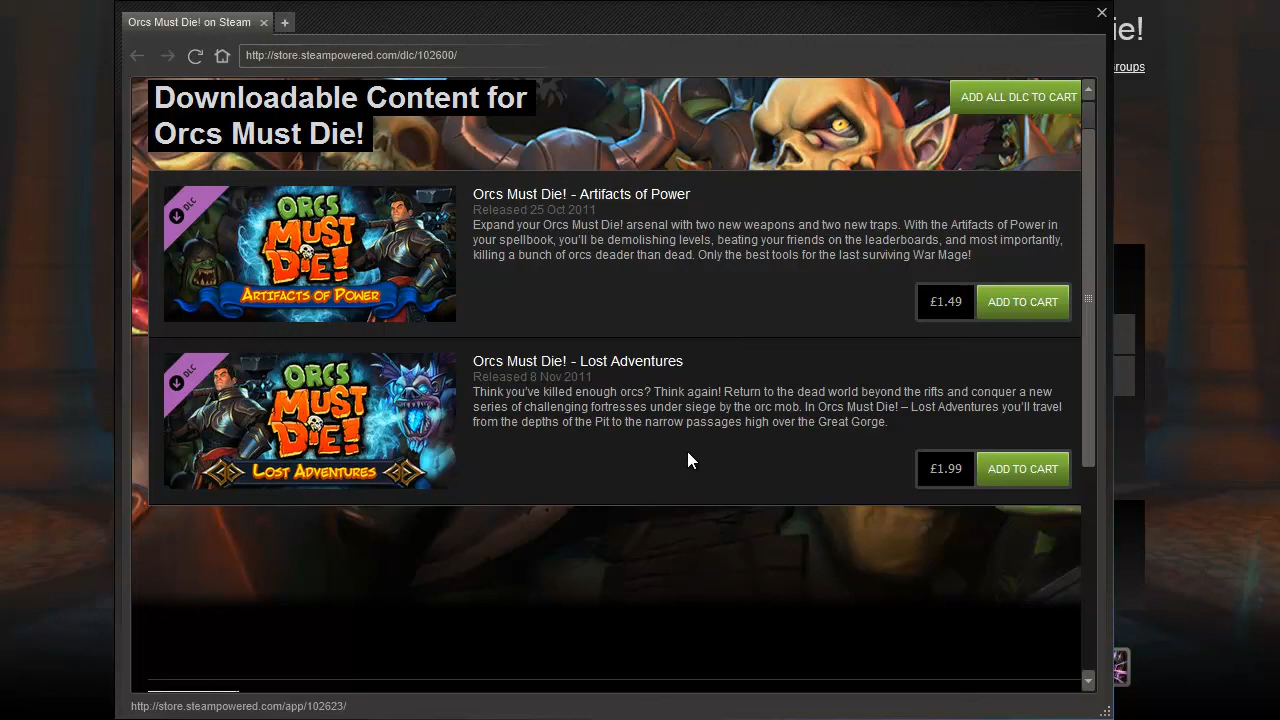 Orcs Must Die! on Steam
ie!
http://store.steampowered.com/dlc/102600/
roups
Downloadable Content for
Orcs Must Die!
ADD ALL DLC TO CART
DLC
ORCS
MUST
DIE!
ARTIFACTS OF POWER
Orcs Must Die! - Artifacts of Power
Released 25 Oct 2011
Expand your Orcs Must Die! arsenal with two new weapons and two new traps. With the Artifacts of Power in
your spellbook, you'll be demolishing levels, beating your friends on the leaderboards, and most importantly,
killing a bunch of orcs deader than dead. Only the best tools for the last surviving War Mage!
£1.49
ADD TO CART
DLC
ORCS
MUST
DIE!
LOST ADVENTURES
Orcs Must Die! - Lost Adventures
Released 8 Nov 2011
Think you've killed enough orcs? Think again! Return to the dead world beyond the rifts and conquer a new
series of challenging fortresses under siege by the orc mob. In Orcs Must Die! – Lost Adventures you'll travel
from the depths of the Pit to the narrow passages high over the Great Gorge.
£1.99
ADD TO CART
http://store.steampowered.com/app/102623/